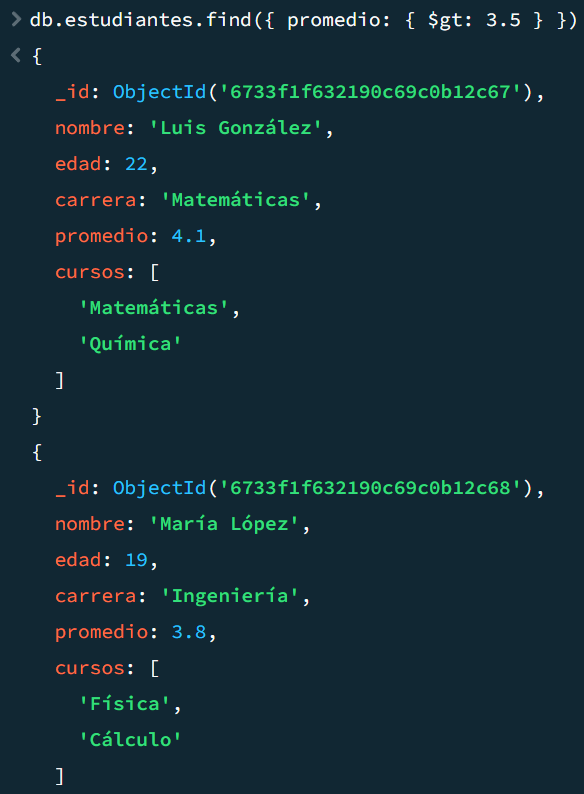 > db.estudiantes.find({ promedio: { $gt: 3.5 } })
< {
_id: ObjectId('6733f1f632190c69c0b12c67'),
nombre: 'Luis González',
edad: 22,
carrera: 'Matemáticas',
promedio: 4.1,
cursos: [
'Matemáticas',
'Química'
]
}
{
_id: ObjectId('6733f1f632190c69c0b12c68'),
nombre: 'María López',
edad: 19,
carrera: 'Ingeniería',
promedio: 3.8,
cursos: [
'Física',
'Cálculo'
]